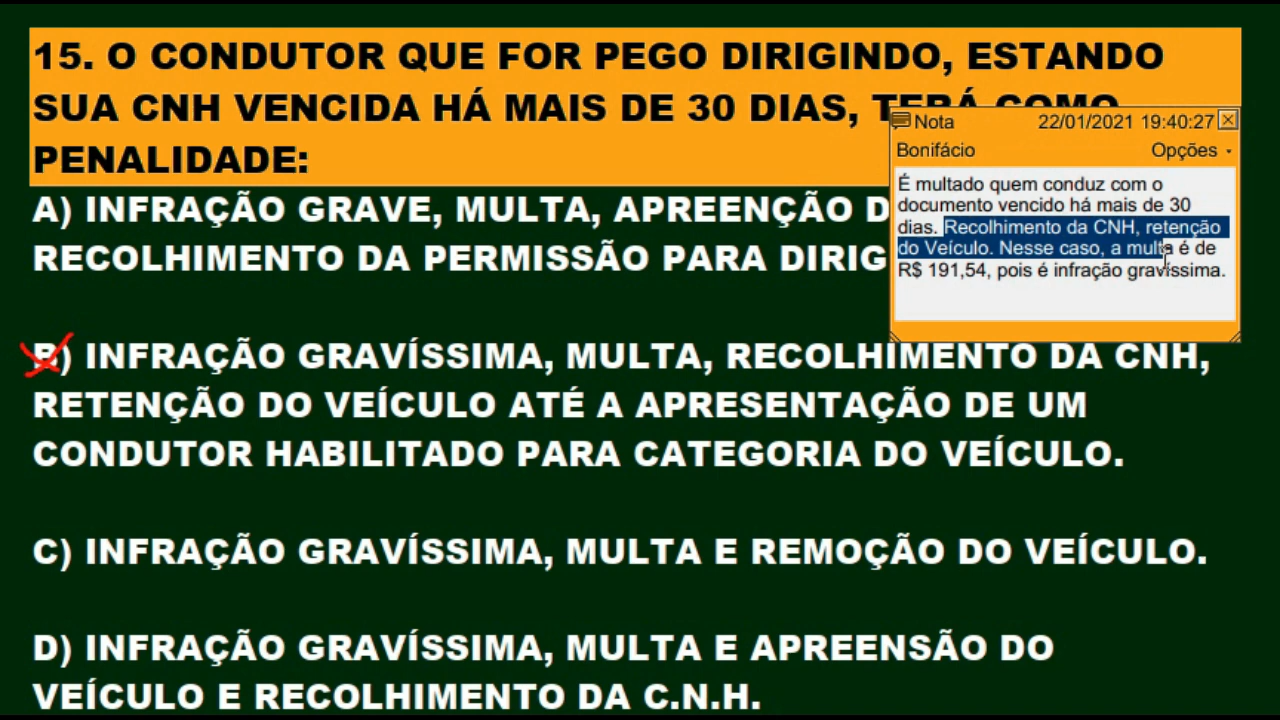 15. O CONDUTOR QUE FOR PEGO DIRIGINDO, ESTANDO
SUA CNH VENCIDA HÁ MAIS DE 30 DIAS, TERÁ COMO
PENALIDADE:
Nota 22/01/2021 19:40:27
Bonifácio Opções
É multado quem conduz com o
documento vencido há mais de 30
dias. Recolhimento da CNH, retenção
do Veículo. Nesse caso, a multa é de
R$ 191,54, pois é infração gravíssima.
A) INFRAÇÃO GRAVE, MULTA, APREENÇÃO
RECOLHIMENTO DA PERMISSÃO PARA
B) INFRAÇÃO GRAVÍSSIMA, MULTA, RECOLHIMENTO DA CNH,
RETENÇÃO DO VEÍCULO ATÉ A APRESENTAÇÃO DE UM
CONDUTOR HABILITADO PARA CATEGORIA DO VEÍCULO.
C) INFRAÇÃO GRAVÍSSIMA, MULTA E REMOÇÃO DO VEÍCULO.
D) INFRAÇÃO GRAVÍSSIMA, MULTA E APREENSÃO DO
VEÍCULO E RECOLHIMENTO DA C.N.H.